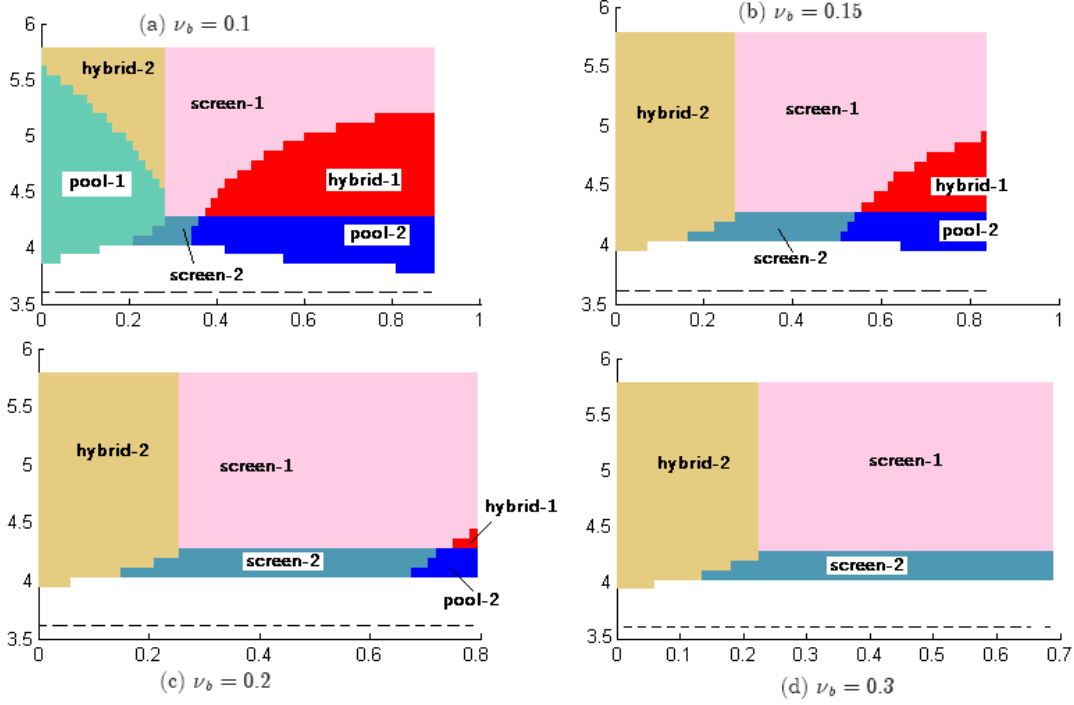 (a) ν_b = 0.1
6
5.5
5
4.5
4
3.5
0
0.2
0.4
0.6
0.8
1
hybrid-2
screen-1
pool-1
hybrid-1
pool-2
screen-2
(b) ν_b = 0.15
6
5.5
5
4.5
4
3.5
0
0.2
0.4
0.6
0.8
1
hybrid-2
screen-1
hybrid-1
pool-2
screen-2
6
5.5
5
4.5
4
3.5
0
0.2
0.4
0.6
0.8
hybrid-2
screen-1
hybrid-1
screen-2
pool-2
(c) ν_b = 0.2
6
5.5
5
4.5
4
3.5
0
0.1
0.2
0.3
0.4
0.5
0.6
0.7
hybrid-2
screen-1
screen-2
(d) ν_b = 0.3